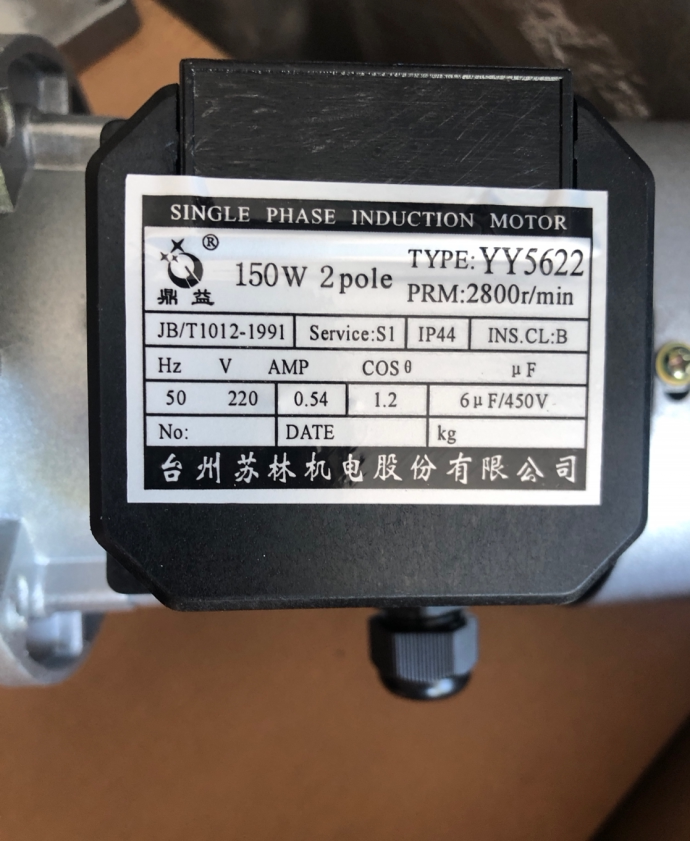 SINGLE PHASE INDUCTION MOTOR
®
鼎益
150W 2pole
TYPE:YY5622
PRM:2800r/min
JB/T1012-1991 Service:S1 IP44 INS.CL:B
Hz V AMP COSθ μF
50 220 0.54 1.2 6μF/450V
No: DATE kg
台州苏林机电股份有限公司